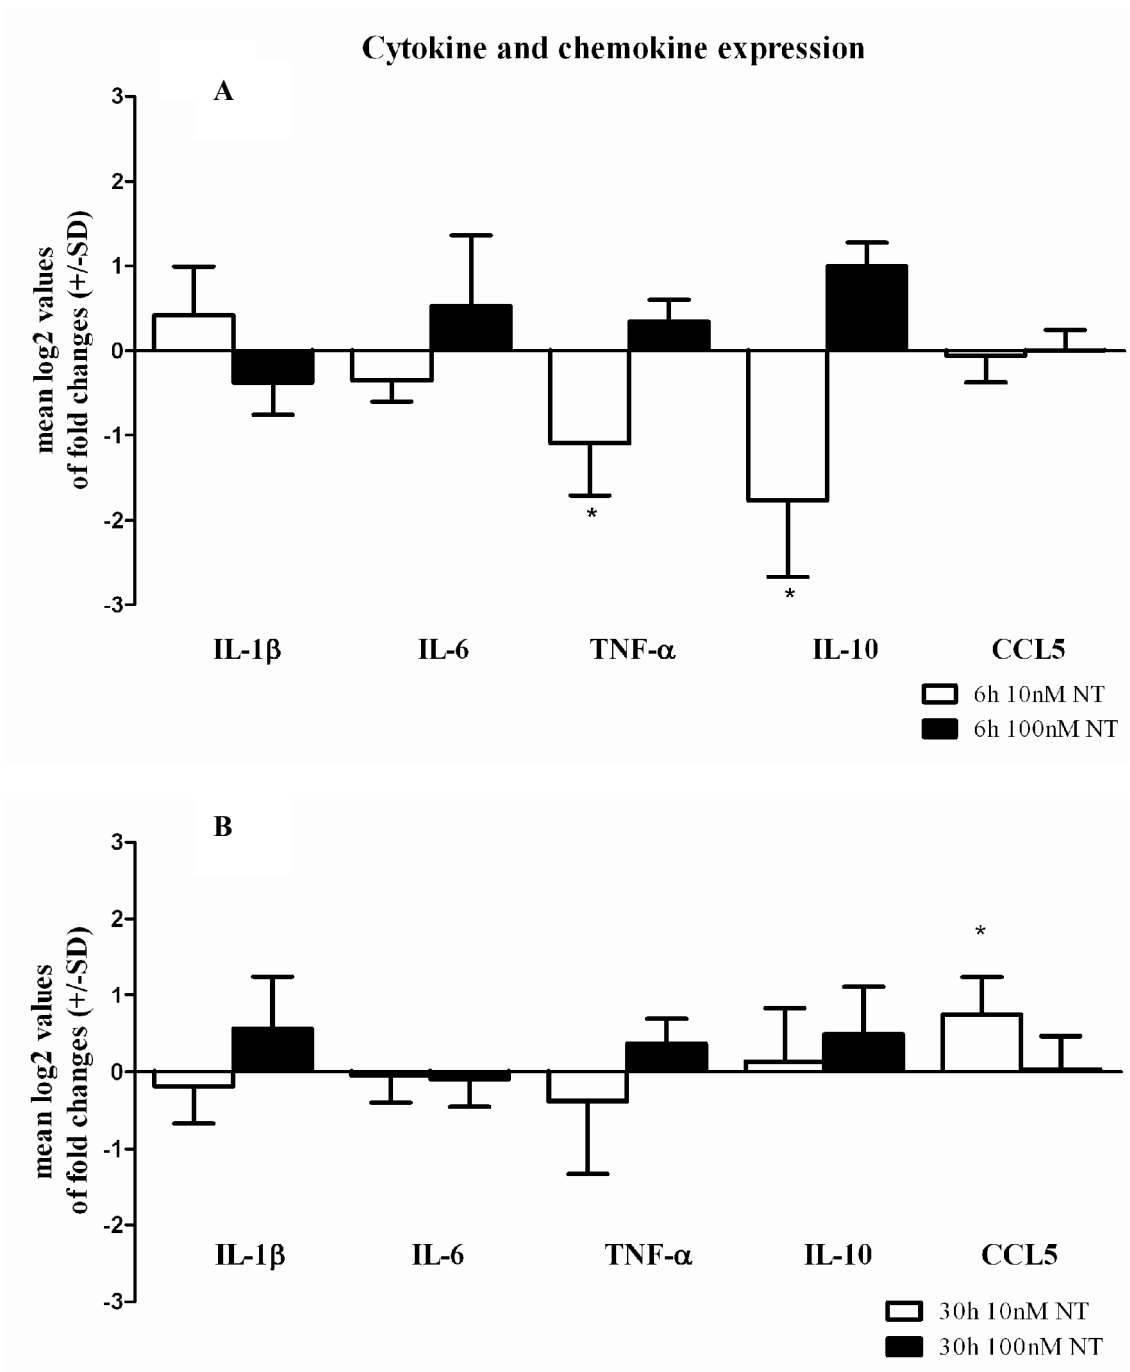 Cytokine and chemokine expression
A
mean log2 values
of fold changes (+/-SD)
3
2
1
0
-1
-2
-3
*
*
IL-1β IL-6 TNF-α IL-10 CCL5
6h 10nM NT
6h 100nM NT
B
mean log2 values
of fold changes (+/-SD)
3
2
1
0
-1
-2
-3
*
IL-1β IL-6 TNF-α IL-10 CCL5
30h 10nM NT
30h 100nM NT